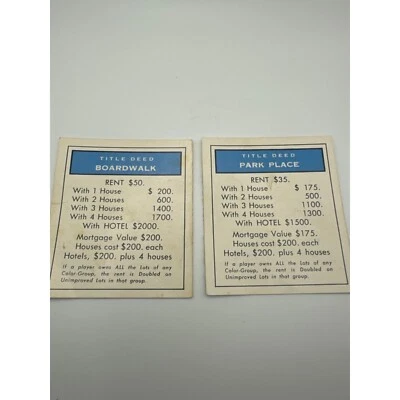 TITLE DEED
BOARDWALK
RENT $50.
With 1 House $ 200.
With 2 Houses 600.
With 3 Houses 1400.
With 4 Houses 1700.
With HOTEL $2000.
Mortgage Value $200.
Houses cost $200. each
Hotels, $200. plus 4 houses
If a player owns ALL the Lots of any
Color-Group, the rent is Doubled on
Unimproved Lots in that group.
TITLE DEED
PARK PLACE
RENT $35.
With 1 House $ 175.
With 2 Houses 500.
With 3 Houses 1100.
With 4 Houses 1300.
With HOTEL $1500.
Mortgage Value $175.
Houses cost $200. each
Hotels, $200. plus 4 houses
If a player owns ALL the Lots of any
Color-Group, the rent is Doubled on
Unimproved Lots in that group.